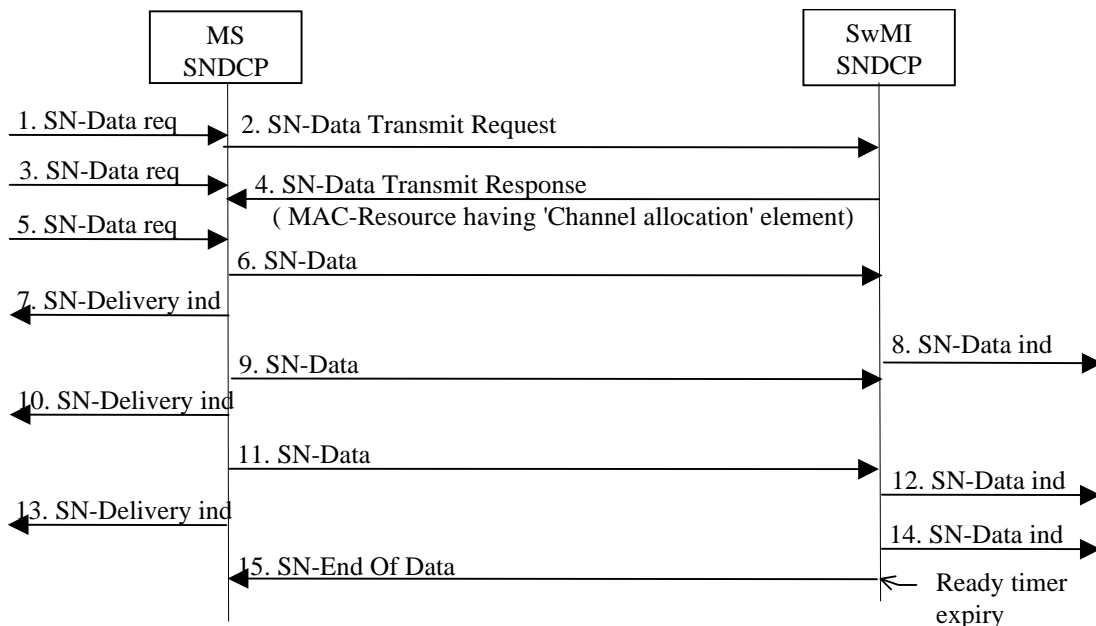 MS
SNDCP
SwMI
SNDCP
1. SN-Data req
2. SN-Data Transmit Request
3. SN-Data req
4. SN-Data Transmit Response
( MAC-Resource having 'Channel allocation' element)
5. SN-Data req
6. SN-Data
7. SN-Delivery ind
8. SN-Data ind
9. SN-Data
10. SN-Delivery ind
11. SN-Data
12. SN-Data ind
13. SN-Delivery ind
14. SN-Data ind
15. SN-End Of Data
Ready timer
expiry